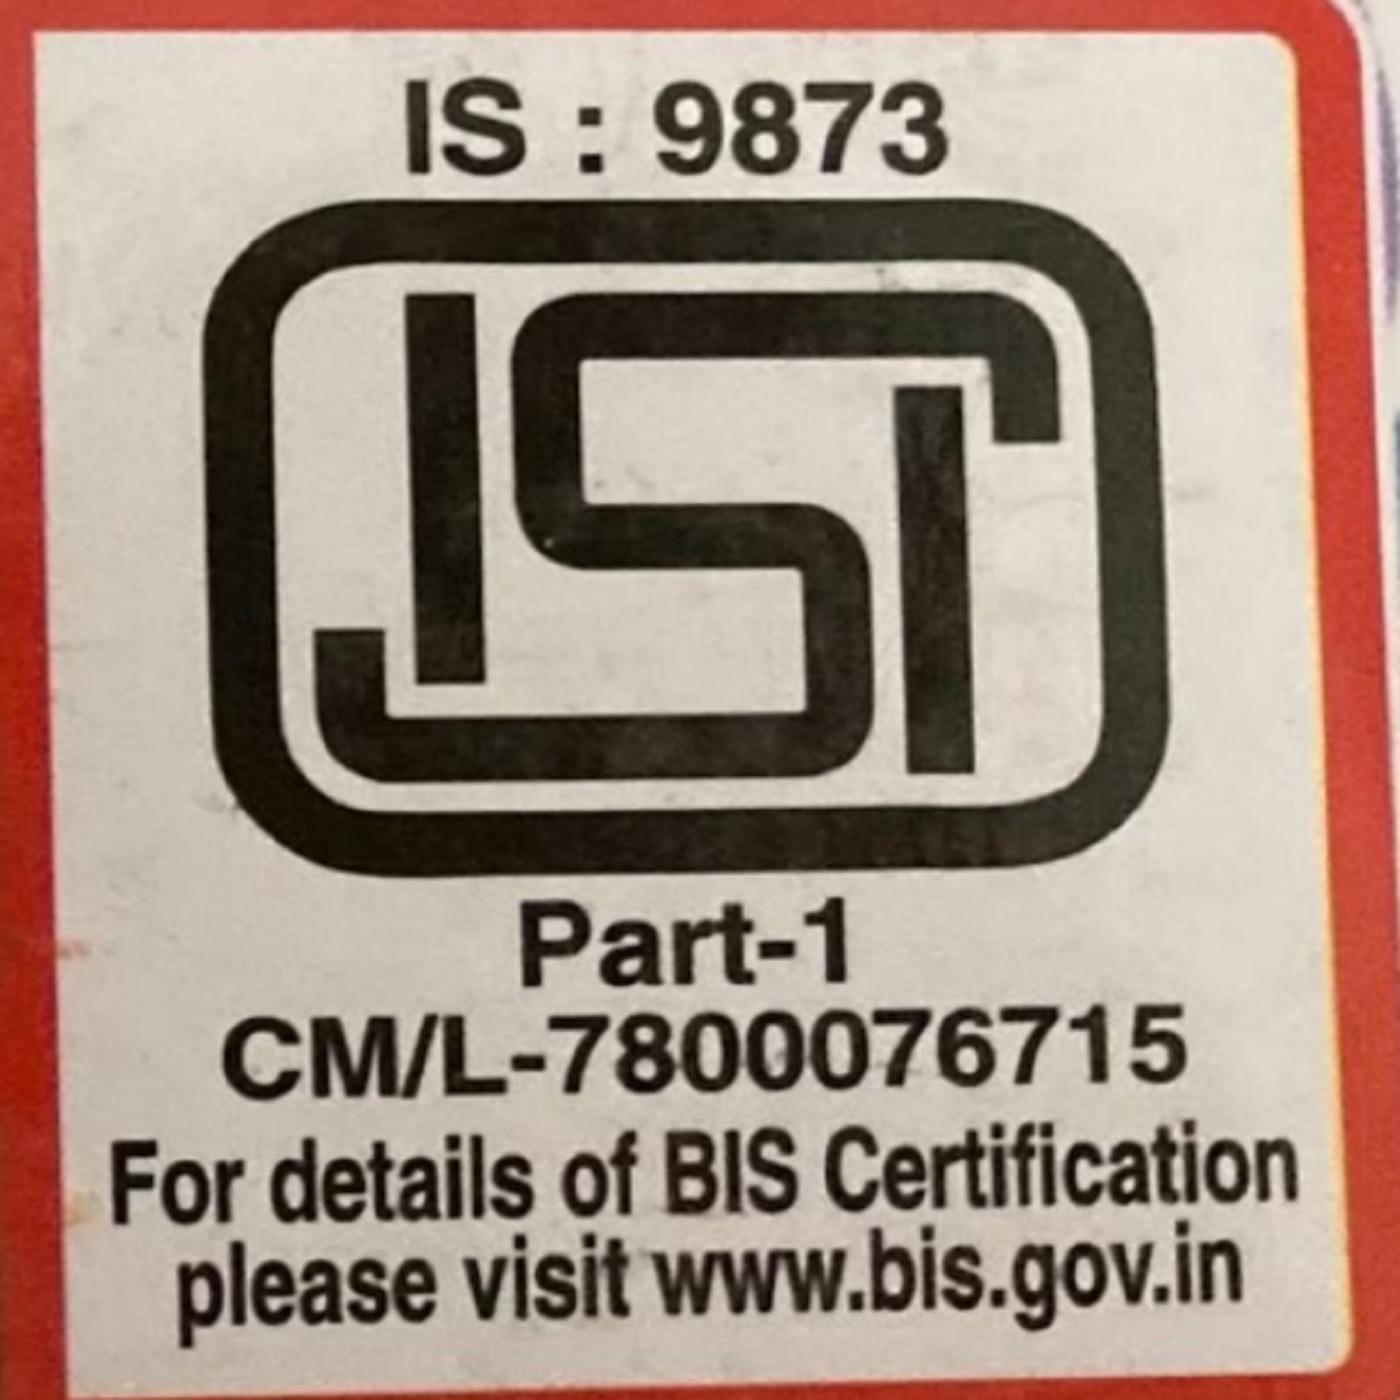 IS : 9873
ISI
Part-1
CM/L-7800076715
For details of BIS Certification
please visit www.bis.gov.in